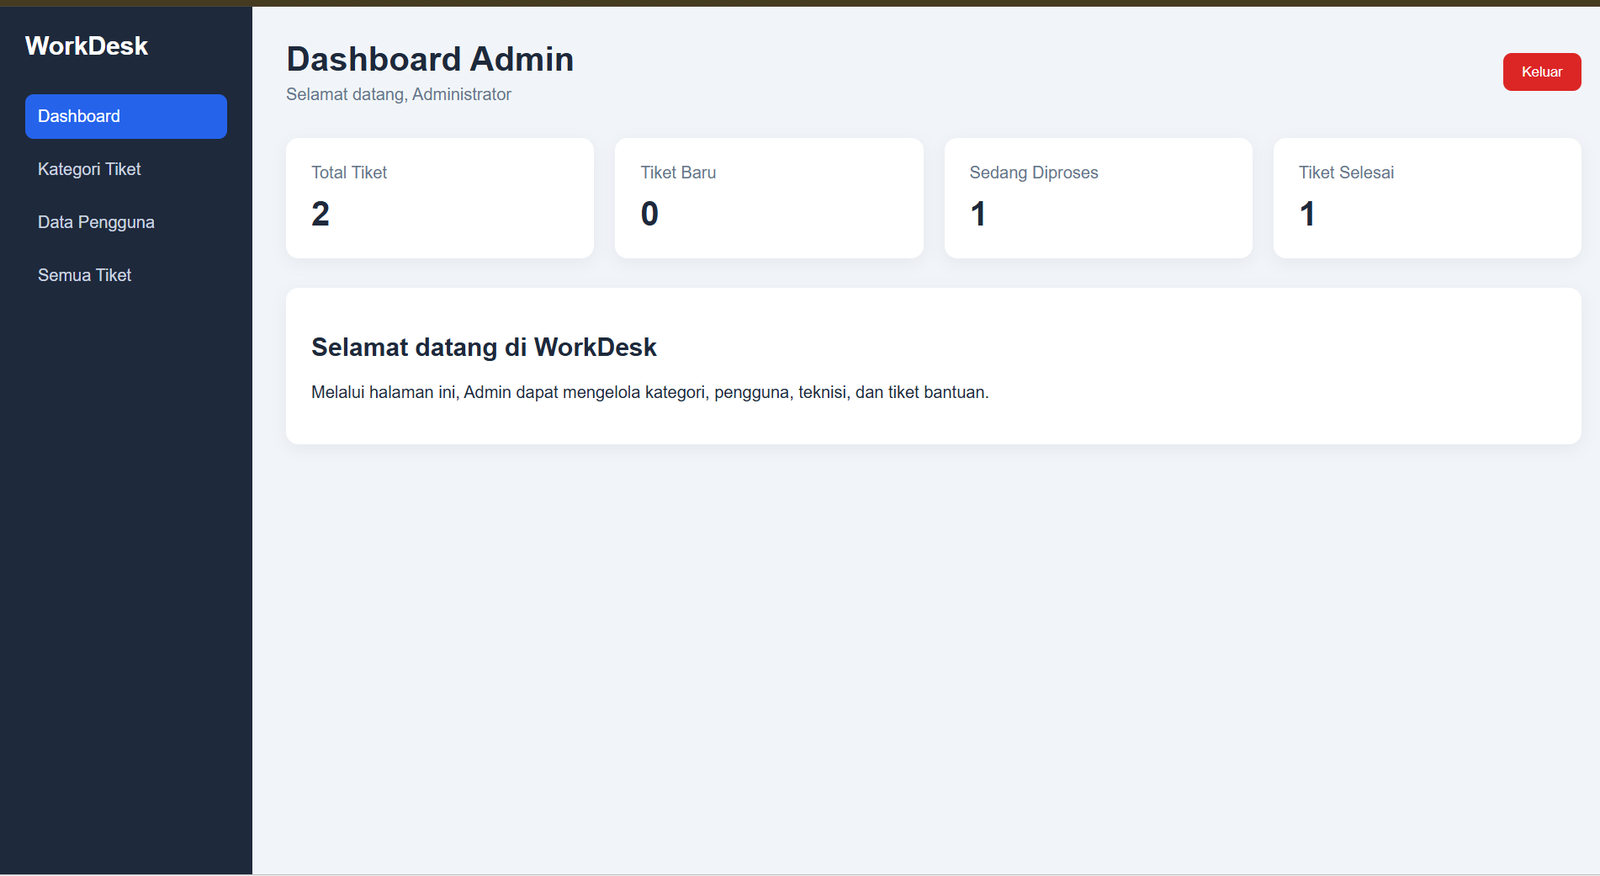 WorkDesk
Dashboard
Kategori Tiket
Data Pengguna
Semua Tiket
Dashboard Admin
Selamat datang, Administrator
Keluar
Total Tiket
2
Tiket Baru
0
Sedang Diproses
1
Tiket Selesai
1
Selamat datang di WorkDesk
Melalui halaman ini, Admin dapat mengelola kategori, pengguna, teknisi, dan tiket bantuan.